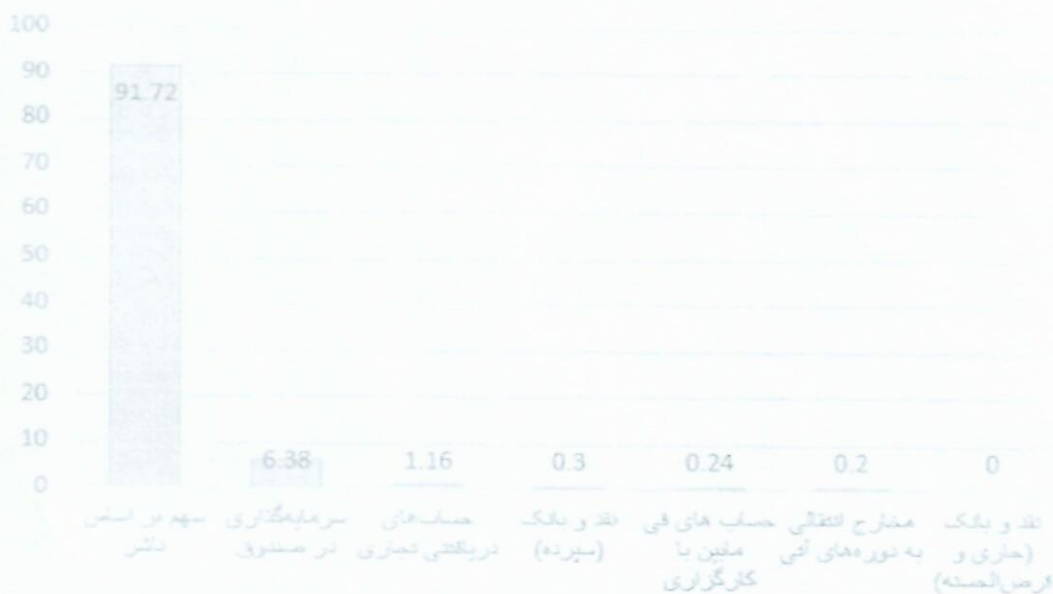 100
90
80
70
60
50
40
30
20
10
0
91.72
6.38
1.16
0.3
0.24
0.2
0
سهم بر اساس
ناشر
سرمایه‌گذاری
در صندوق
حساب‌های
دریافتنی تجاری
نقد و بانک
(سپرده)
حساب های فی
مابین با
کارگزاری
مخارج انتقالی
به دوره‌های آتی
نقد و بانک
(جاری و
قرض‌الحسنه)